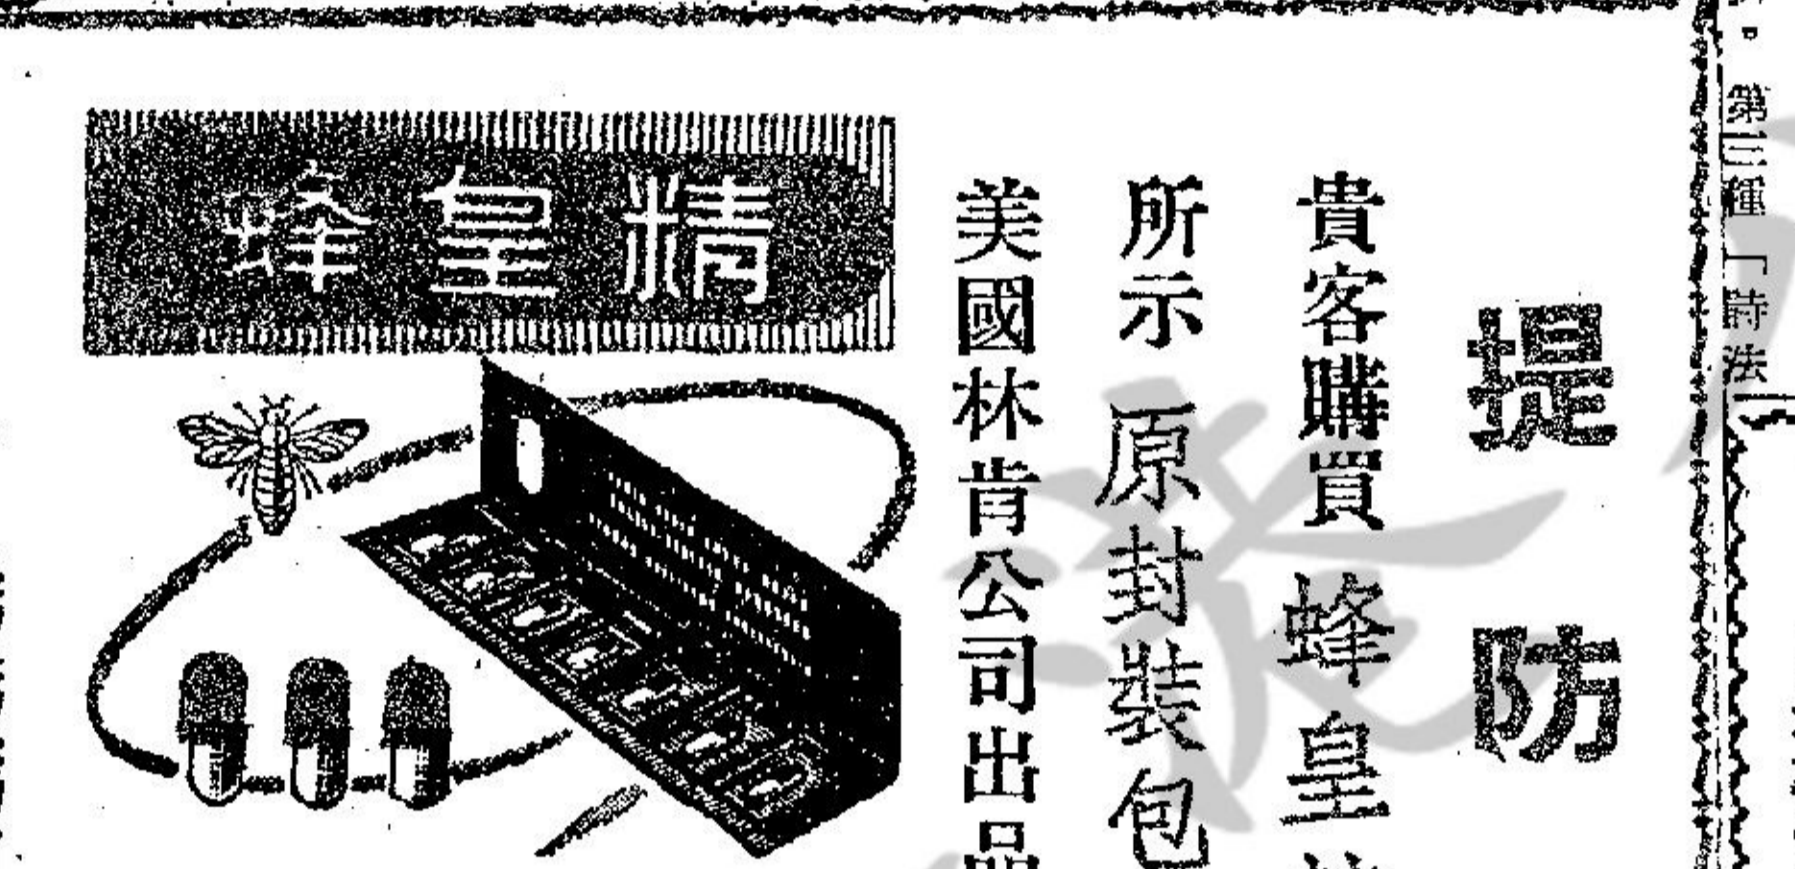 第三種「詩法
提防
貴客購買蜂皇
所示原封裝包
美國林肯公司出品
蜂皇精